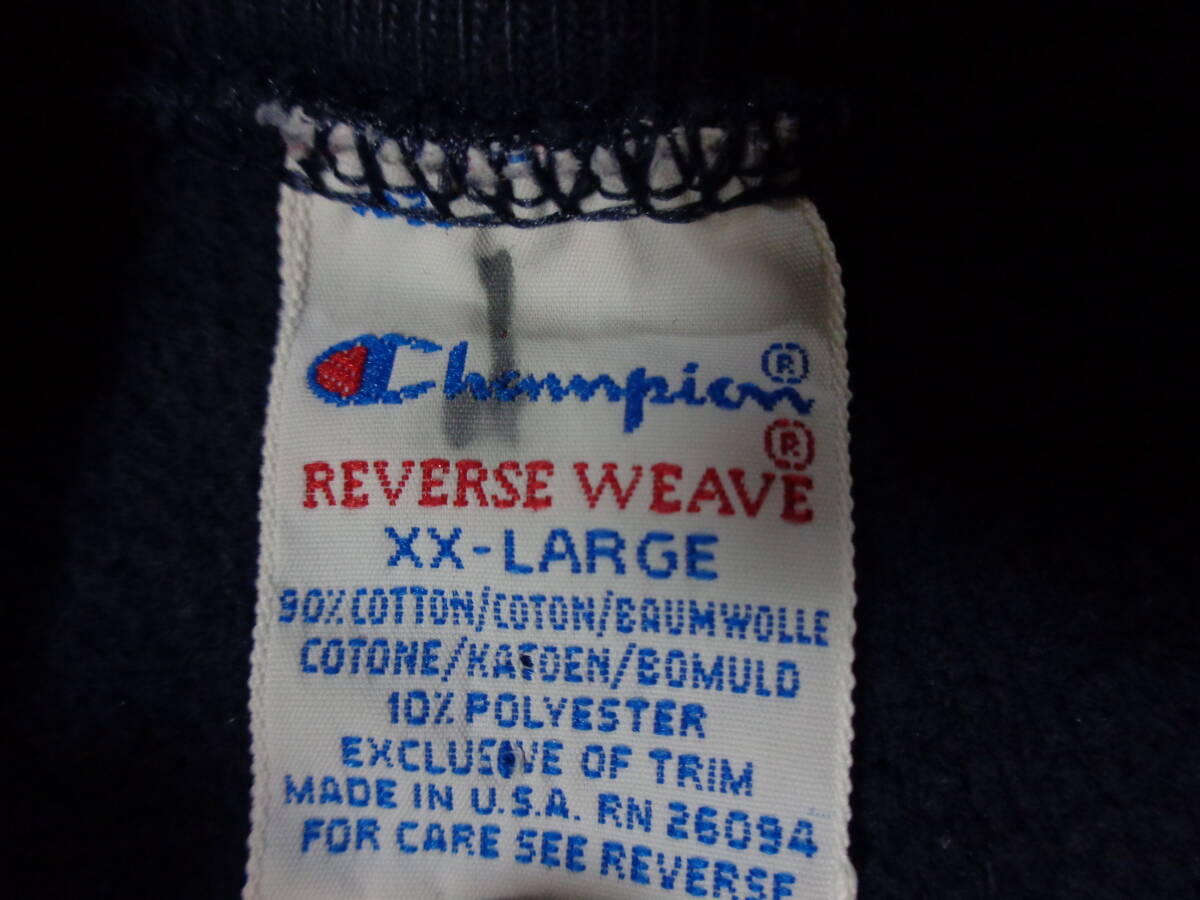 Champion®
REVERSE WEAVE®
XX-LARGE
90% COTTON/COTON/BAUMWOLLE
COTONE/KATOEN/BOMULD
10% POLYESTER
EXCLUSIVE OF TRIM
MADE IN U.S.A. RN 26094
FOR CARE SEE REVERSE